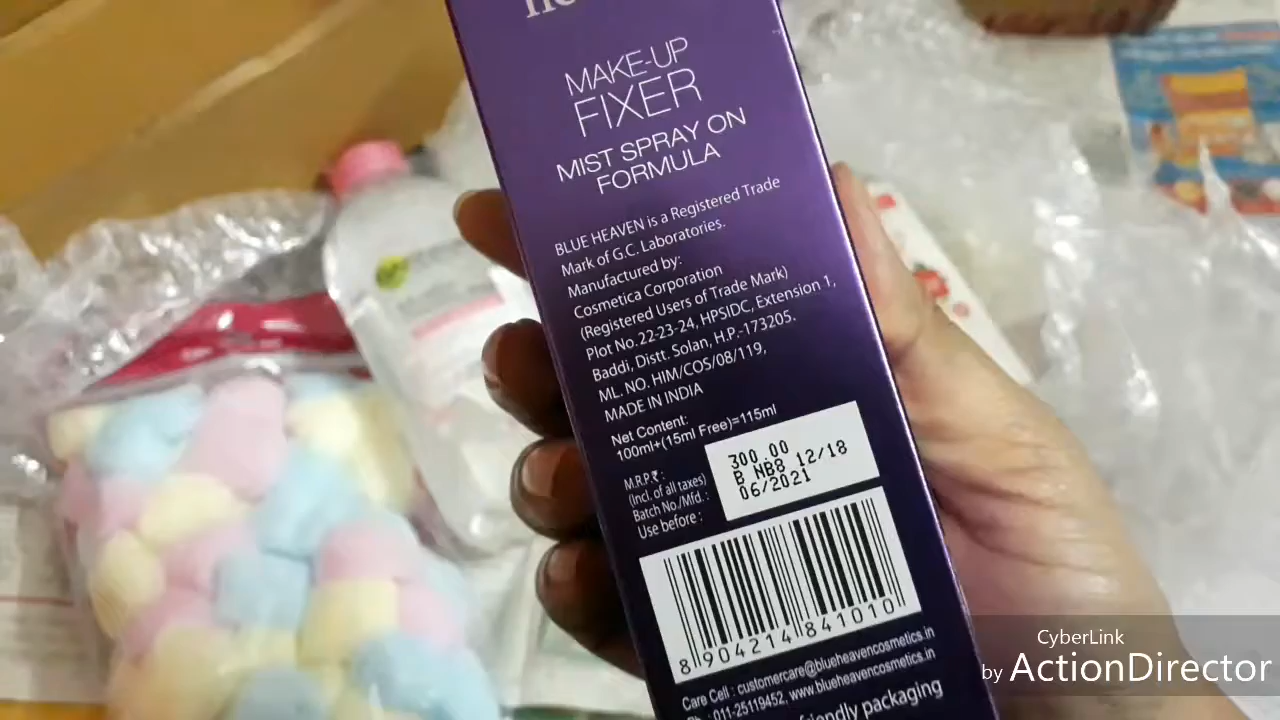 MAKE-UP
FIXER
MIST SPRAY ON
FORMULA
BLUE HEAVEN is a Registered Trade
Mark of G.C. Laboratories.
Manufactured by:
Cosmetica Corporation
(Registered Users of Trade Mark)
Plot No. 22-23-24, HPSIDC, Extension 1,
Baddi, Distt. Solan, H.P.-173205.
ML. NO. HIM/COS/08/119,
MADE IN INDIA
Net Content:
100ml+(15ml Free)=115ml
M.R.P.₹ :
(Incl. of all taxes)
Batch No./Mfd. :
Use before :
300.00
B NB8 12/18
06/2021
8 904214 841010
Care Cell : customercare@blueheavencosmetics.in
Ph : 011-25119452, www.blueheavencosmetics.in
friendly packaging
CyberLink
by ActionDirector